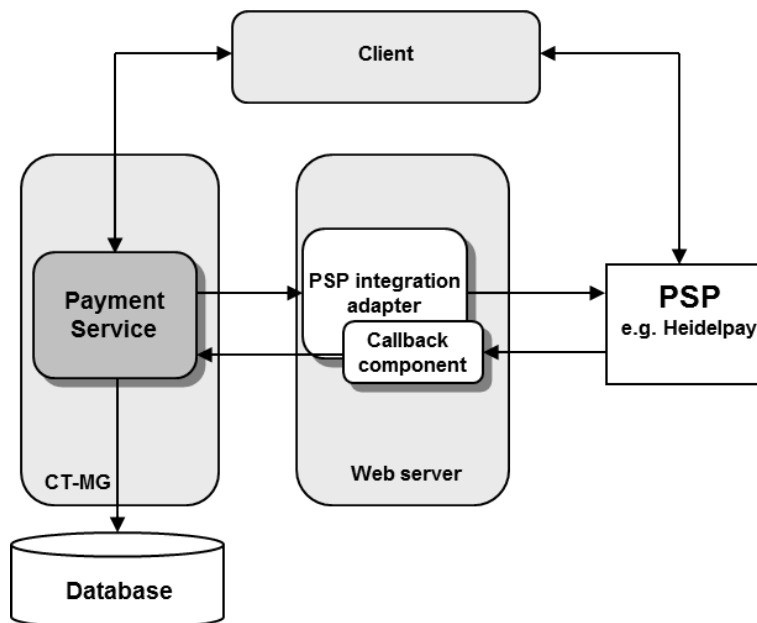 Client
Payment
Service
PSP integration
adapter
Callback
component
PSP
e.g. Heidelpay
CT-MG
Web server
Database